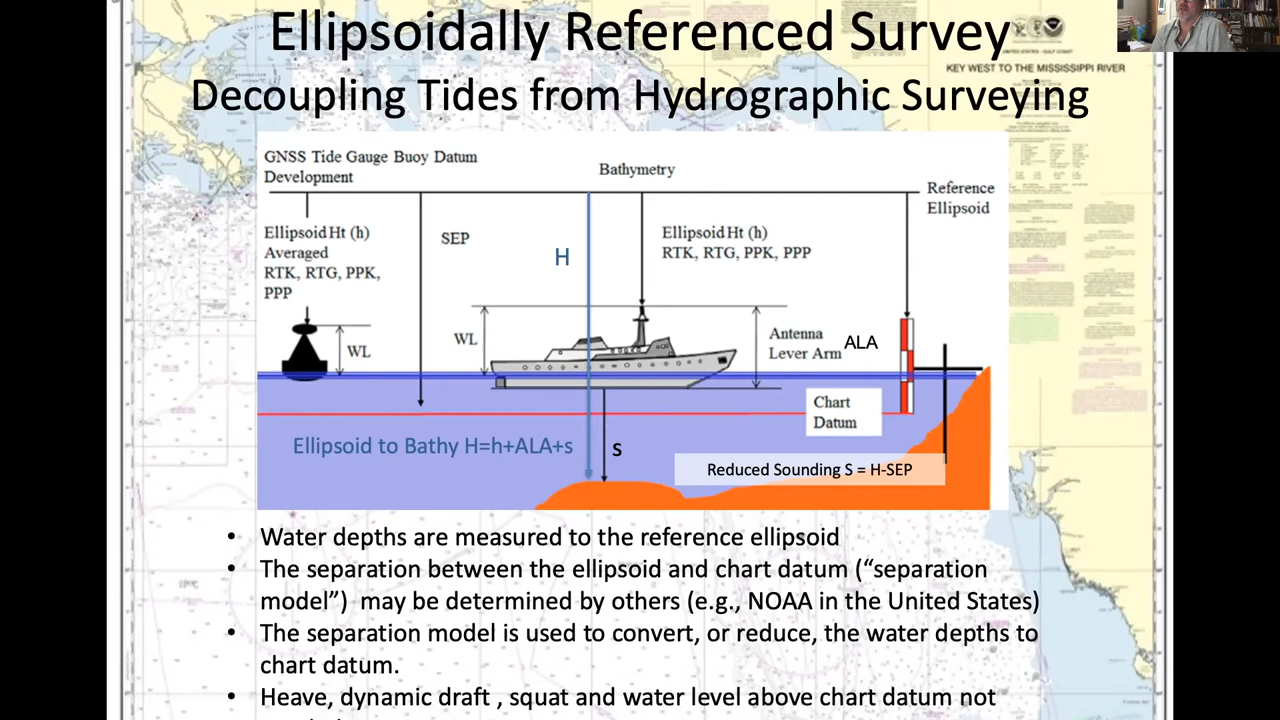 Ellipsoidally Referenced Survey
Decoupling Tides from Hydrographic Surveying
UNITED STATES - GULF COAST
KEY WEST TO THE MISSISSIPPI RIVER
GNSS Tide Gauge Buoy Datum
Development
Bathymetry
Reference
Ellipsoid
Ellipsoid Ht (h)
Averaged
RTK, RTG, PPK,
PPP
SEP
H
Ellipsoid Ht (h)
RTK, RTG, PPK, PPP
WL
WL
Antenna
Lever Arm
ALA
Chart
Datum
Ellipsoid to Bathy H=h+ALA+s
S
Reduced Sounding S = H-SEP
• Water depths are measured to the reference ellipsoid
• The separation between the ellipsoid and chart datum (“separation
model”) may be determined by others (e.g., NOAA in the United States)
• The separation model is used to convert, or reduce, the water depths to
chart datum.
• Heave, dynamic draft , squat and water level above chart datum not